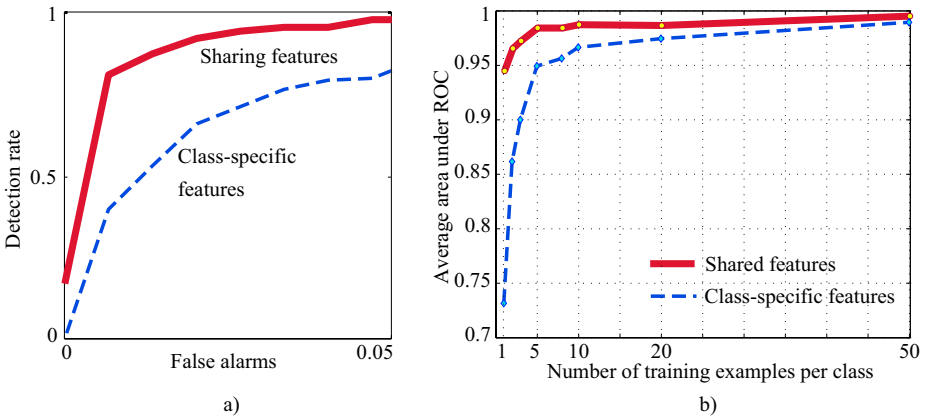 1
Detection rate
Sharing features
0.5
Class-specific
features
0
0
0.05
False alarms
a)
1
0.95
0.9
0.85
0.8
0.75
0.7
Average area under ROC
Shared features
Class-specific features
1 5 10 20 50
Number of training examples per class
b)